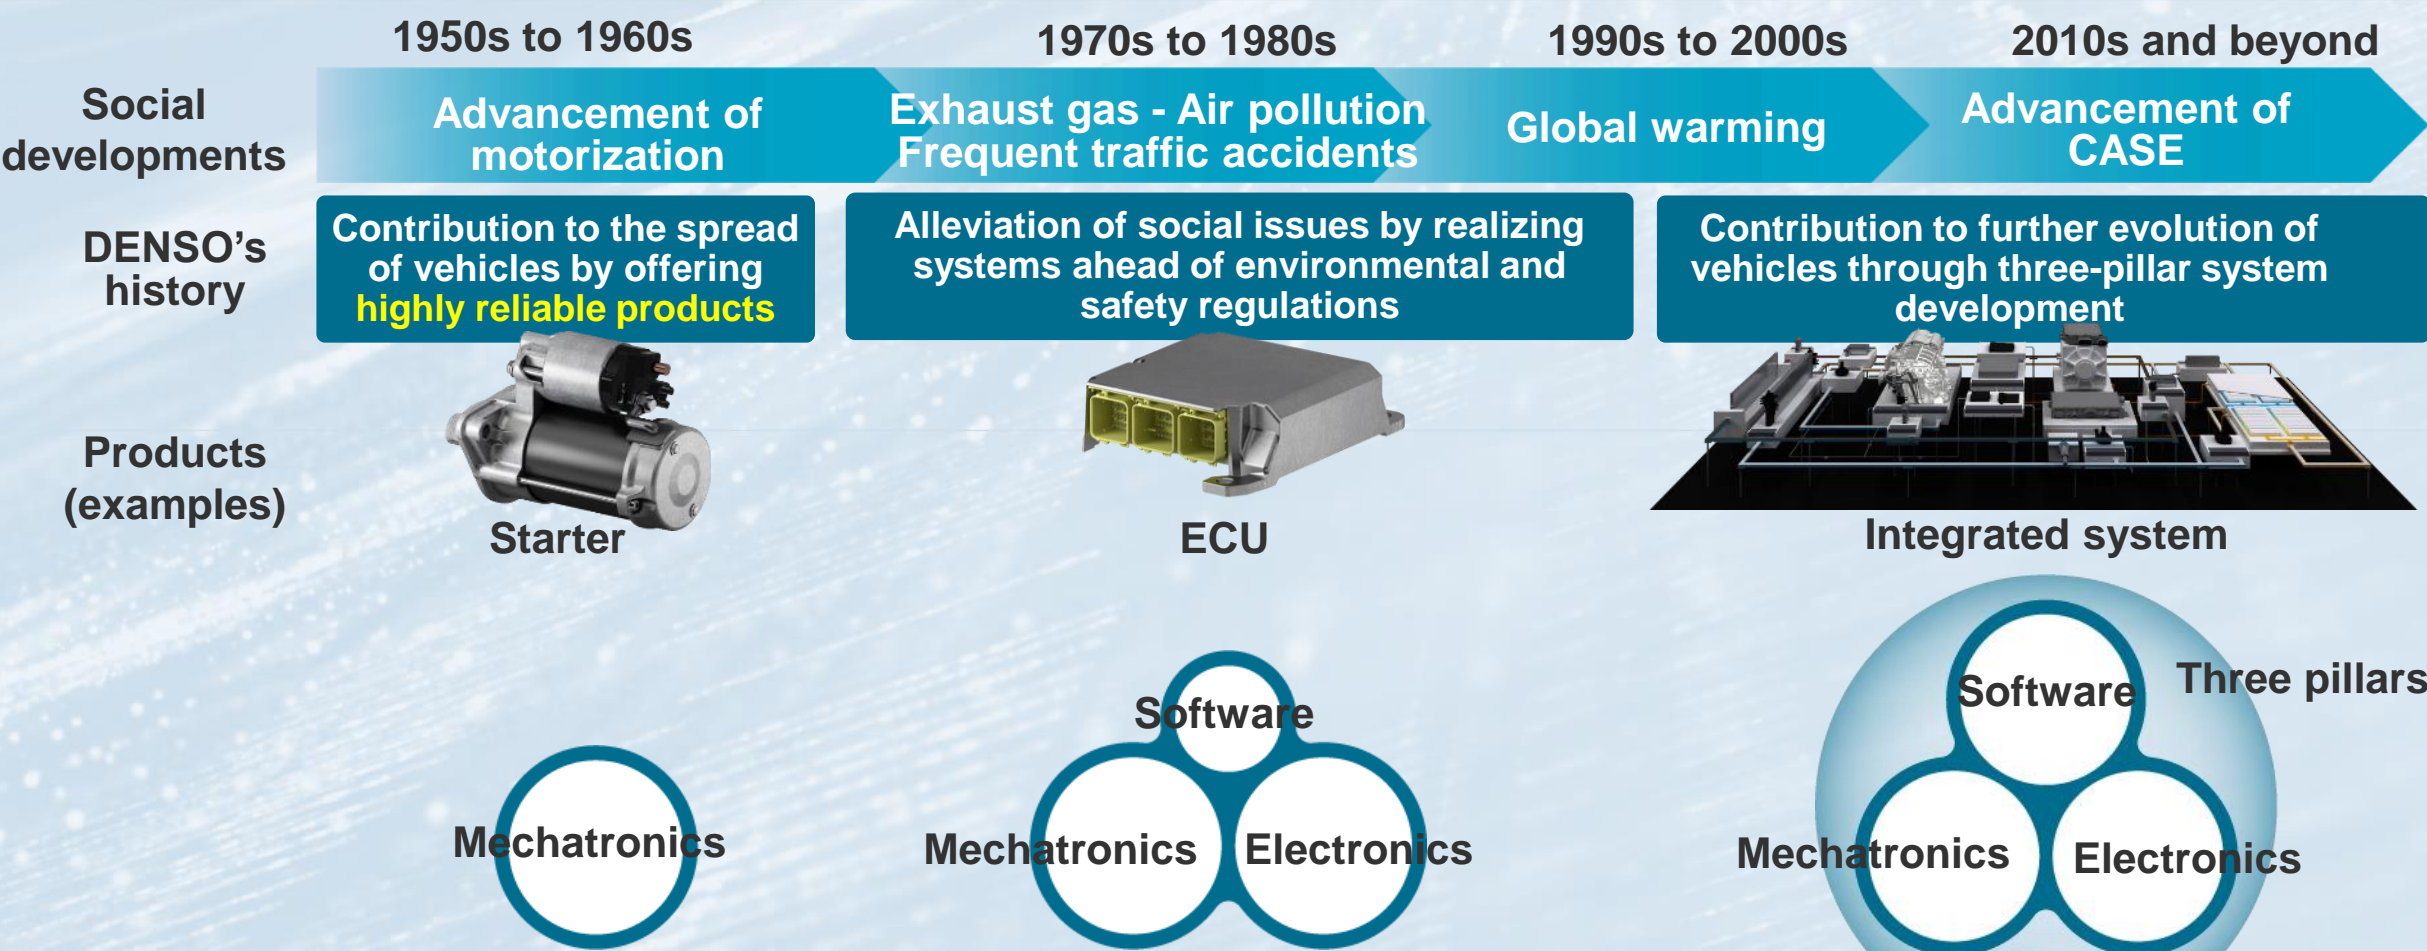 1950s to 1960s
1970s to 1980s
1990s to 2000s
2010s and beyond
Social
developments
Advancement of
motorization
Exhaust gas - Air pollution
Frequent traffic accidents
Global warming
Advancement of
CASE
DENSO’s
history
Contribution to the spread
of vehicles by offering
highly reliable products
Alleviation of social issues by realizing
systems ahead of environmental and
safety regulations
Contribution to further evolution of
vehicles through three-pillar system
development
Products
(examples)
Starter
ECU
Integrated system
Mechatronics
Software
Mechatronics
Electronics
Three pillars
Software
Mechatronics
Electronics